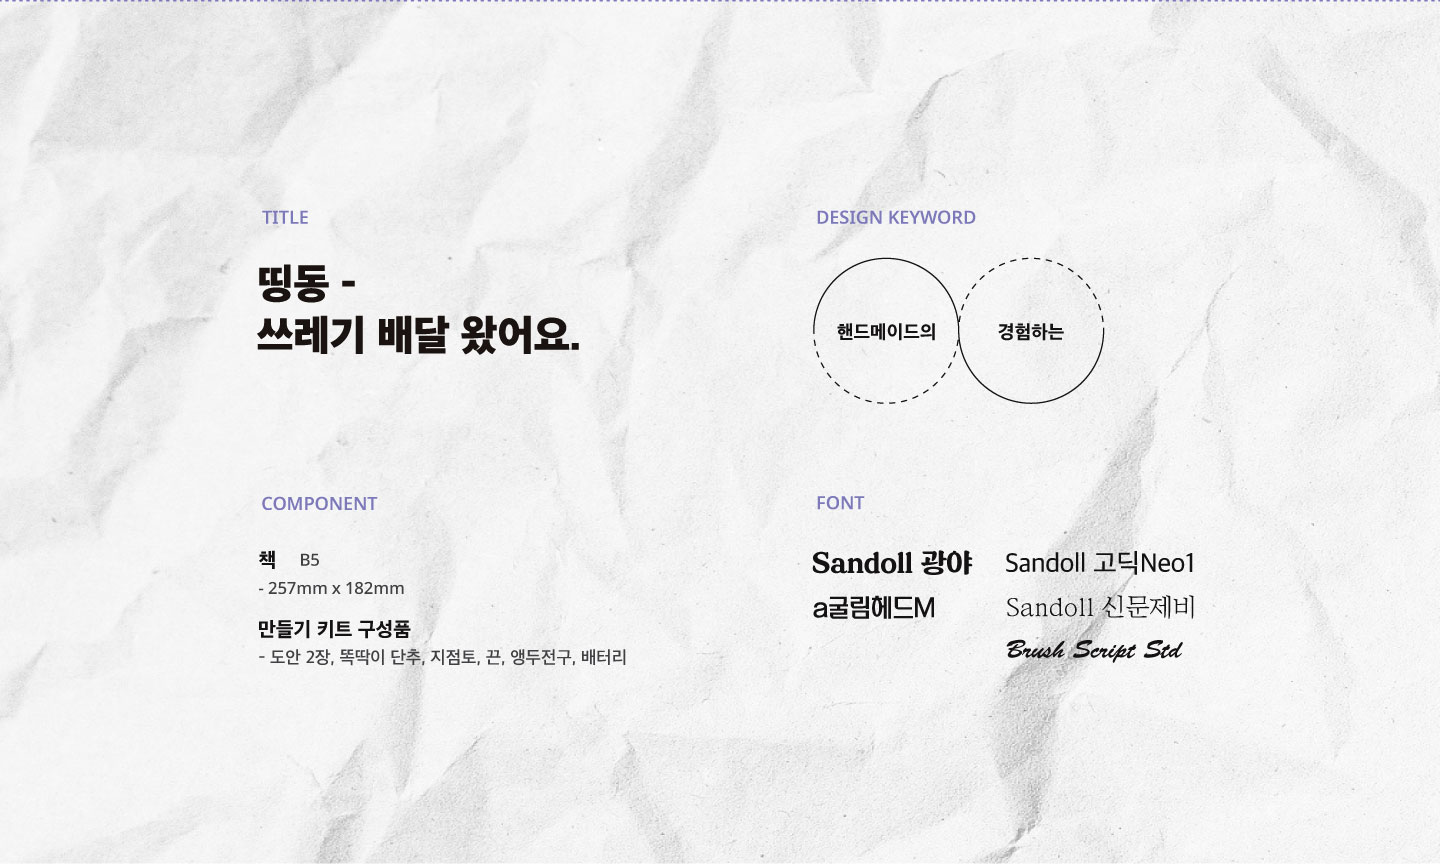 TITLE
띵동 -
쓰레기 배달 왔어요.
DESIGN KEYWORD
핸드메이드의
경험하는
COMPONENT
책 B5
- 257mm x 182mm
만들기 키트 구성품
- 도안 2장, 똑딱이 단추, 지점토, 끈, 앵두전구, 배터리
FONT
Sandoll 광야
Sandoll 고딕Neo1
a굴림헤드M
Sandoll 신문제비
Brush Script Std